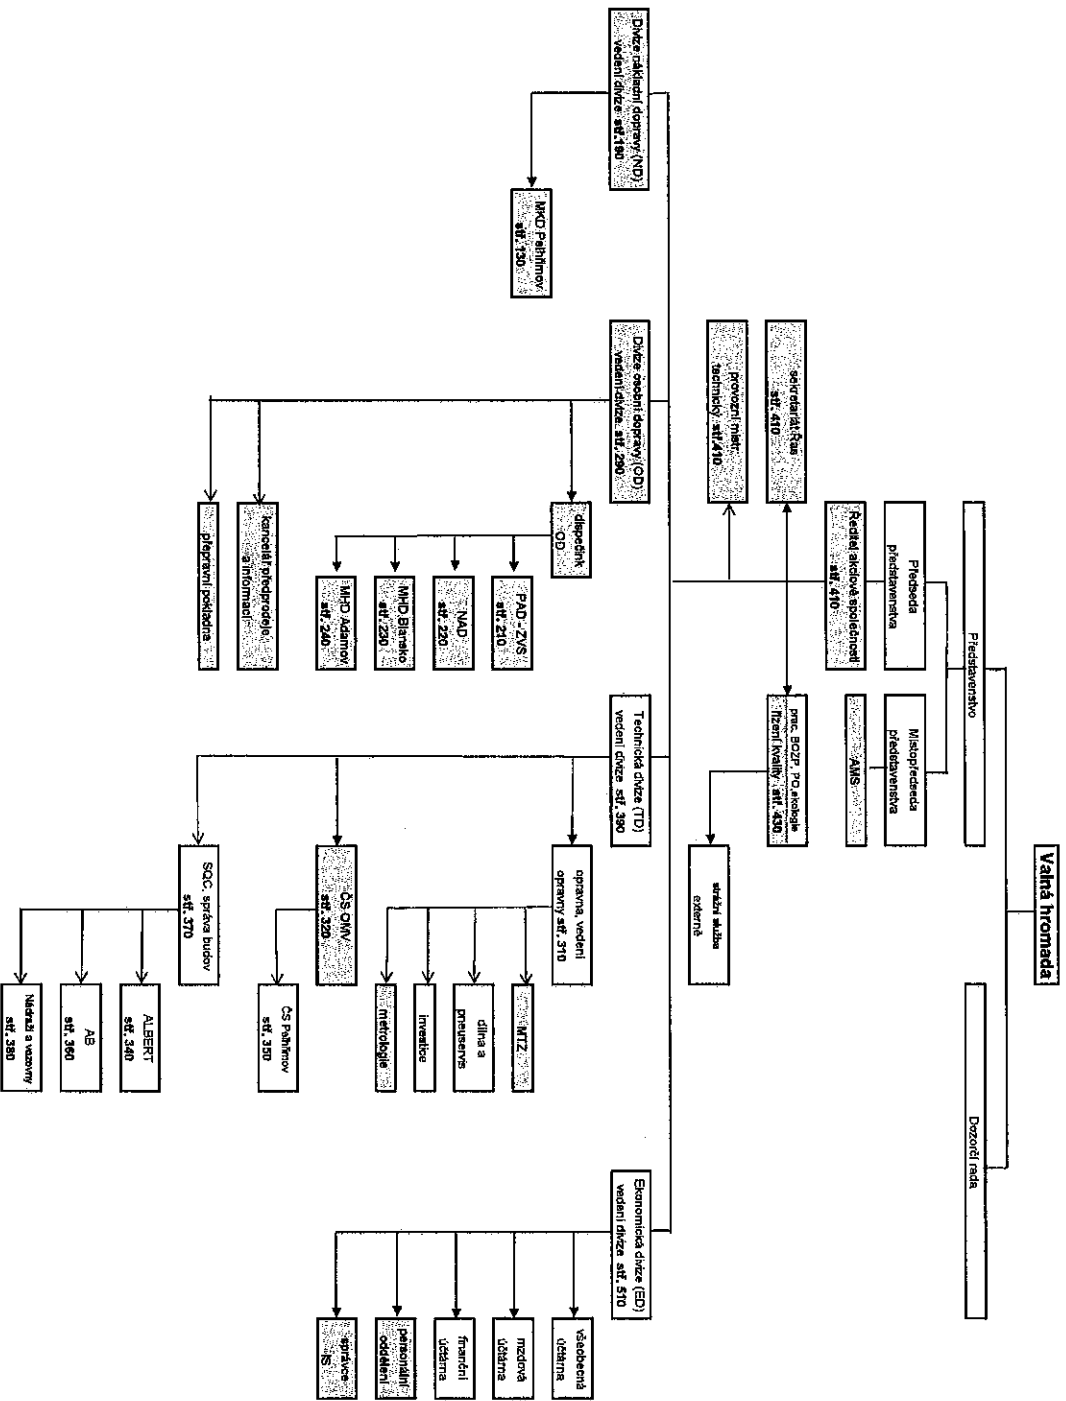 Valná hromada
Představenstvo
Dozorčí rada
Předseda
představenstva
Místopředseda
představenstva
Ředitel akciové společnosti
stř. 410
AMS
sekretariát Řas
stř. 410
prac. BOZP, PO, ekologie
řízení kvality stř. 430
provozní mistr
technický stř.410
strážní služba
externě
Divize nákladní dopravy (ND)
vedení divize stř.190
Divize osobní dopravy (OD)
vedení divize stř. 290
Technická divize (TD)
vedení divize stř. 390
Ekonomická divize (ED)
vedení divize stř. 510
MKD Pelhřimov
stř. 130
dispečink
OD
PAD - ZVS
stř. 210
NAD
stř. 220
MHD Blansko
stř. 230
MHD Adamov
stř. 240
kancelář předprodeje
a informací
přepravní pokladna
opravna, vedení
opravny stř. 310
MTZ
dílna a
pneuservis
investice
metrologie
ČS OMV
stř. 320
ČS Pelhřimov
stř. 350
SQC, správa budov
stř. 370
ALBERT
stř. 340
AB
stř. 360
Nádraží a vozovny
stř. 380
všeobecná
účtárna
mzdová
účtárna
finanční
účtárna
personální
oddělení
správce
IS